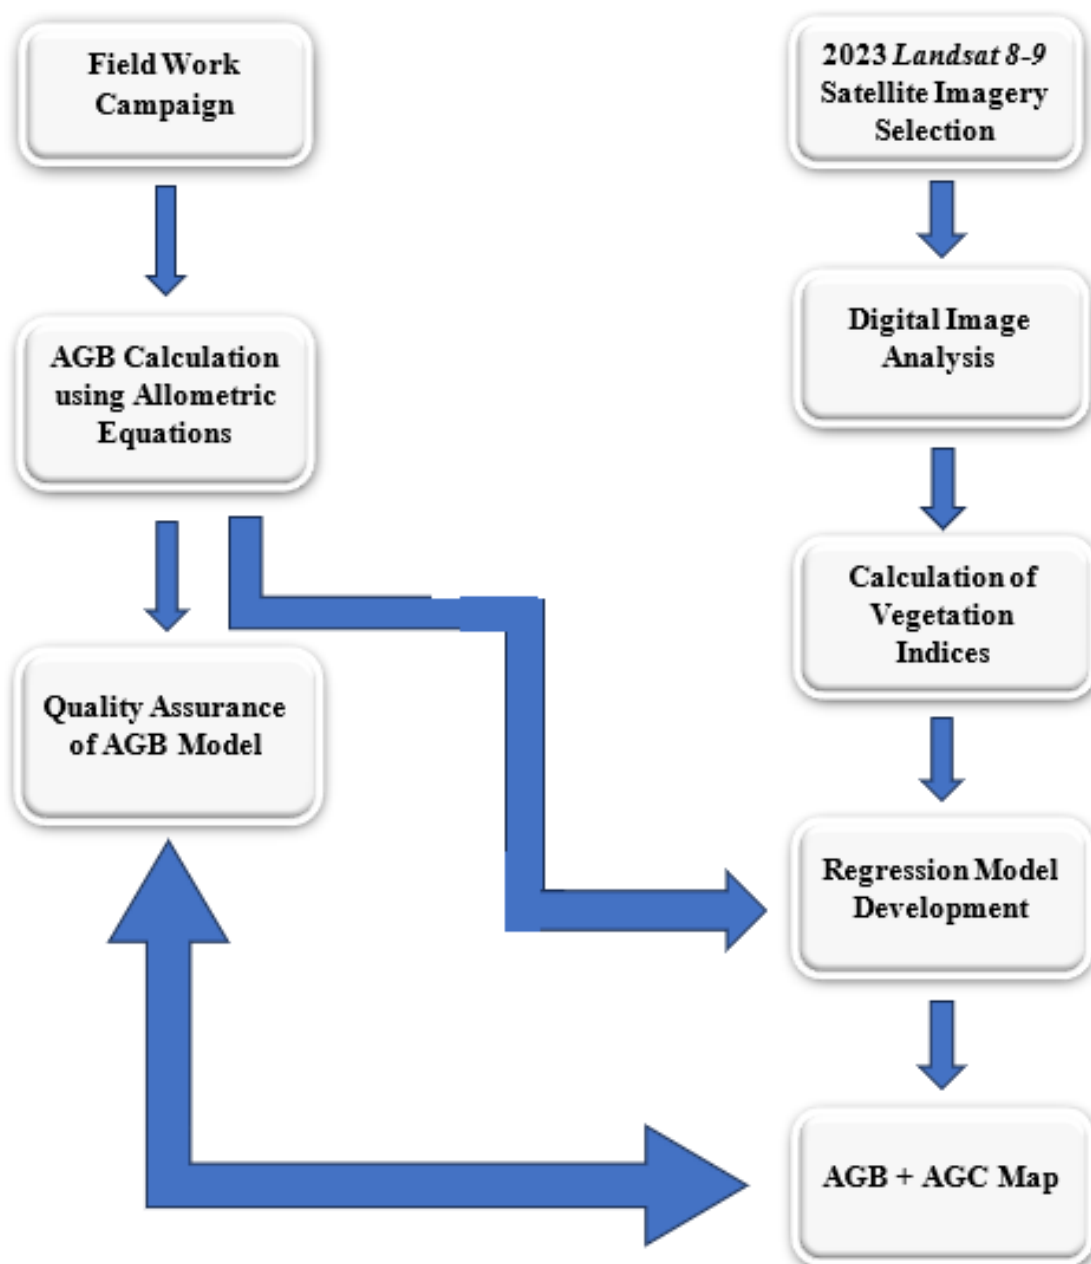 Field Work
Campaign
AGB Calculation
using Allometric
Equations
Quality Assurance
of AGB Model
2023 Landsat 8-9
Satellite Imagery
Selection
Digital Image
Analysis
Calculation of
Vegetation
Indices
Regression Model
Development
AGB + AGC Map